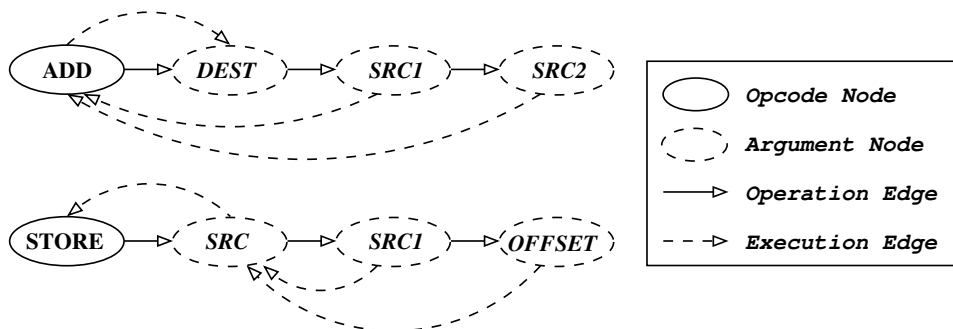 ADD DEST SRC1 SRC2
STORE SRC SRC1 OFFSET
Opcode Node
Argument Node
Operation Edge
Execution Edge